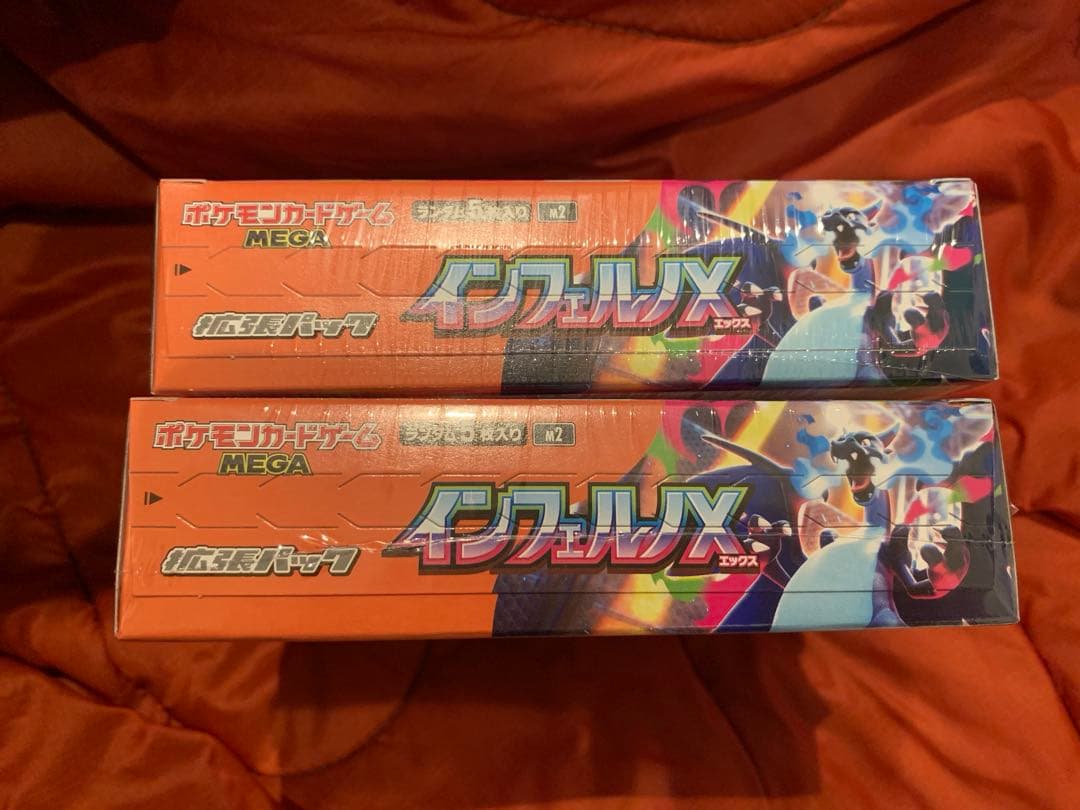 ポケモンカードゲーム
MEGA
ランダム5枚入り
M2
インフェルノX
エックス
拡張パック
ポケモンカードゲーム
MEGA
ランダム5枚入り
M2
インフェルノX
エックス
拡張パック